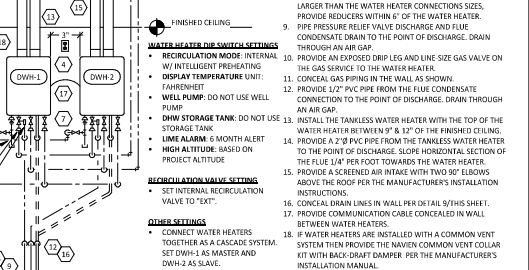 13
15
18
3"
DWH-1
DWH-2
4
17
7
12
16
9
FINISHED CEILING
WATER HEATER DIP SWITCH SETTINGS
• RECIRCULATION MODE: INTERNAL
W/ INTELLIGENT PREHEATING
• DISPLAY TEMPERATURE UNIT:
FAHRENHEIT
• WELL PUMP: DO NOT USE WELL
PUMP
• DHW STORAGE TANK: DO NOT USE
STORAGE TANK
• LIME ALARM: 6 MONTH ALERT
• HIGH ALTITUDE: BASED ON
PROJECT ALTITUDE
RECIRCULATION VALVE SETTING
• SET INTERNAL RECIRCULATION
VALVE TO "EXT".
OTHER SETTINGS
• CONNECT WATER HEATERS
TOGETHER AS A CASCADE SYSTEM.
SET DWH-1 AS MASTER AND
DWH-2 AS SLAVE.
LARGER THAN THE WATER HEATER CONNECTIONS SIZES,
PROVIDE REDUCERS WITHIN 6" OF THE WATER HEATER.
9. PIPE PRESSURE RELIEF VALVE DISCHARGE AND FLUE
CONDENSATE DRAIN TO THE POINT OF DISCHARGE. DRAIN
THROUGH AN AIR GAP.
10. PROVIDE AN EXPOSED DRIP LEG AND LINE-SIZE GAS VALVE ON
THE GAS SERVICE TO THE WATER HEATER.
11. CONCEAL GAS PIPING IN THE WALL AS SHOWN.
12. PROVIDE 1/2" PVC PIPE FROM THE FLUE CONDENSATE
CONNECTION TO THE POINT OF DISCHARGE. DRAIN THROUGH
AN AIR GAP.
13. INSTALL THE TANKLESS WATER HEATER WITH THE TOP OF THE
WATER HEATER BETWEEN 9" & 12" OF THE FINISHED CEILING.
14. PROVIDE A 2"Ø PVC PIPE FROM THE TANKLESS WATER HEATER
TO THE POINT OF DISCHARGE. SLOPE HORIZONTAL SECTION OF
THE FLUE 1/4" PER FOOT TOWARDS THE WATER HEATER.
15. PROVIDE A SCREENED AIR INTAKE WITH TWO 90° ELBOWS
ABOVE THE ROOF PER THE MANUFACTURER'S INSTALLATION
INSTRUCTIONS.
16. CONCEAL DRAIN LINES IN WALL PER DETAIL 9/THIS SHEET.
17. PROVIDE COMMUNICATION CABLE CONCEALED IN WALL
BETWEEN WATER HEATERS.
18. IF WATER HEATERS ARE INSTALLED WITH A COMMON VENT
SYSTEM THEN PROVIDE THE NAVIEN COMMON VENT COLLAR
KIT WITH BACK-DRAFT DAMPER PER THE MANUFACTURER'S
INSTALLATION MANUAL.